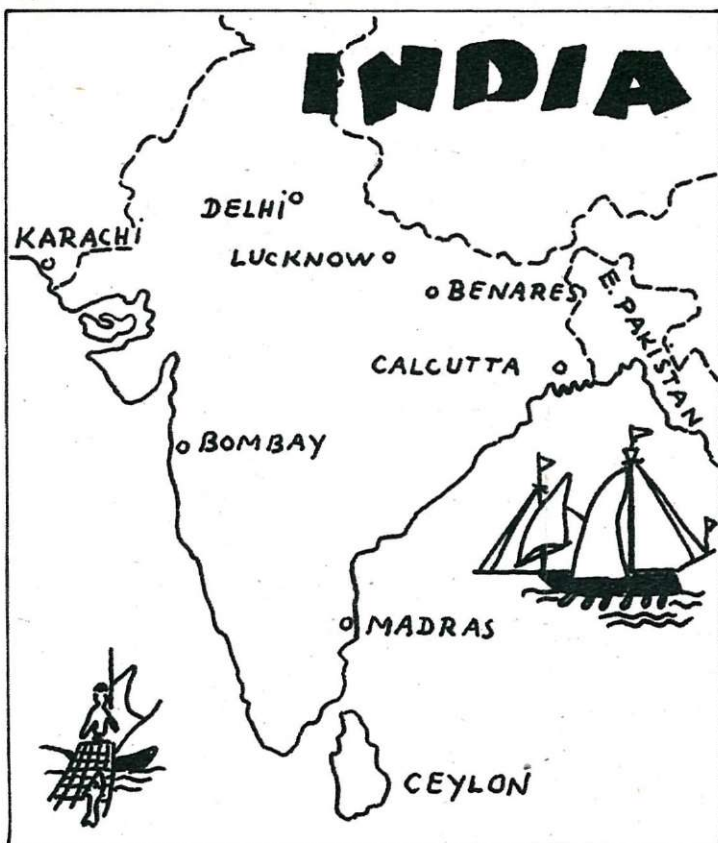 INDIA
DELHI
KARACHI
LUCKNOW
BENARES
E. PAKISTAN
CALCUTTA
BOMBAY
MADRAS
CEYLON